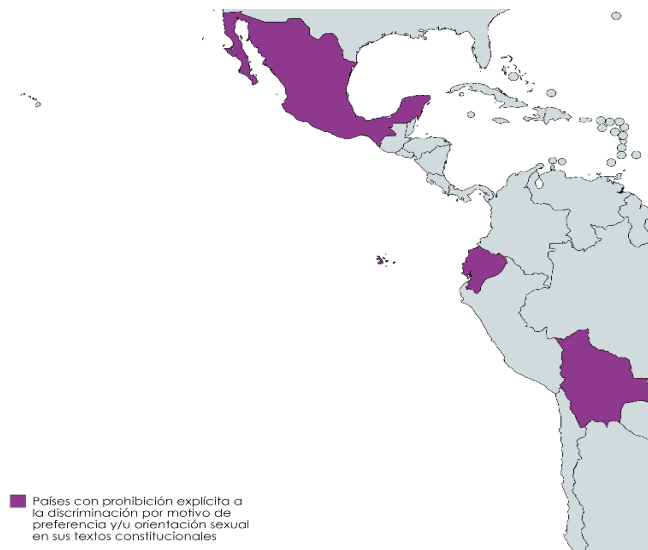 Países con prohibición explícita a
la discriminación por motivo de
preferencia y/u orientación sexual
en sus textos constitucionales